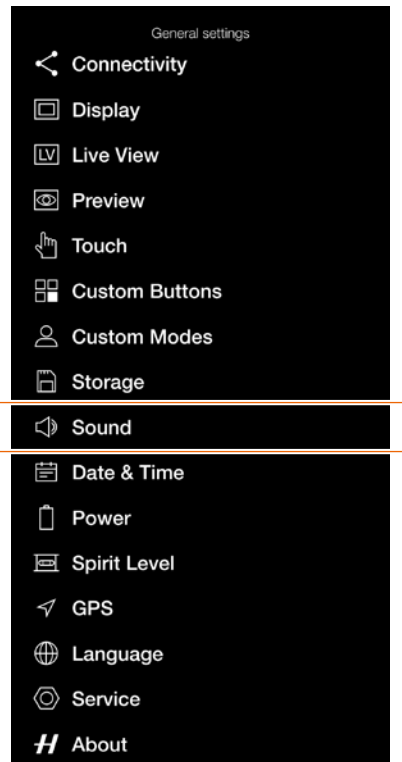 General settings
Connectivity
Display
LV Live View
Preview
Touch
Custom Buttons
Custom Modes
Storage
Sound
Date & Time
Power
Spirit Level
GPS
Language
Service
H About